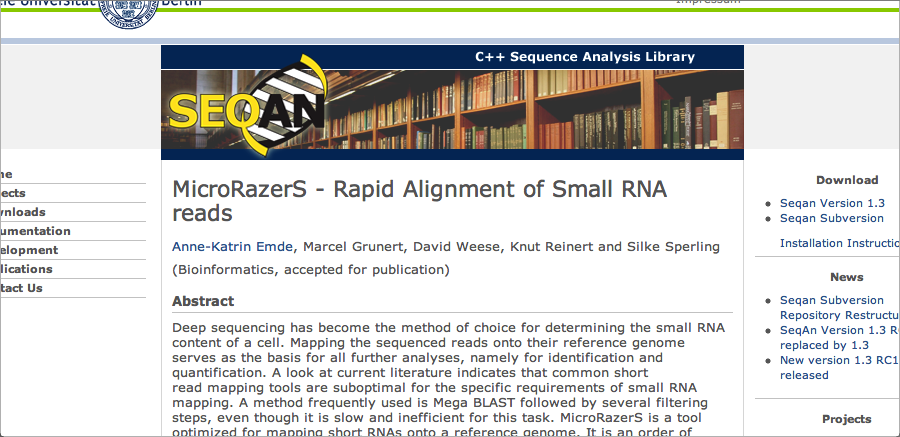 Berlin
Impressum
C++ Sequence Analysis Library
SEQAN
MicroRazerS - Rapid Alignment of Small RNA
reads
Anne-Katrin Emde, Marcel Grunert, David Weese, Knut Reinert and Silke Sperling
(Bioinformatics, accepted for publication)
Abstract
Deep sequencing has become the method of choice for determining the small RNA
content of a cell. Mapping the sequenced reads onto their reference genome
serves as the basis for all further analyses, namely for identification and
quantification. A look at current literature indicates that common short
read mapping tools are suboptimal for the specific requirements of small RNA
mapping. A method frequently used is Mega BLAST followed by several filtering
steps, even though it is slow and inefficient for this task. MicroRazerS is a tool
optimized for mapping short RNAs onto a reference genome. It is an order of
me
ects
wnloads
umentation
elopment
lications
tact Us
Download
Seqan Version 1.3
Seqan Subversion
Installation Instructio
News
Seqan Subversion
Repository Restructu
SeqAn Version 1.3 R
replaced by 1.3
New version 1.3 RC1
released
Projects